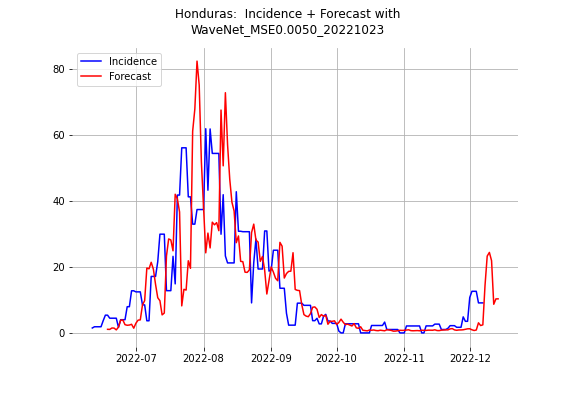 Honduras:  Incidence + Forecast with
WaveNet_MSE0.0050_20221023
Incidence
Forecast
80
60
40
20
0
2022-07
2022-08
2022-09
2022-10
2022-11
2022-12